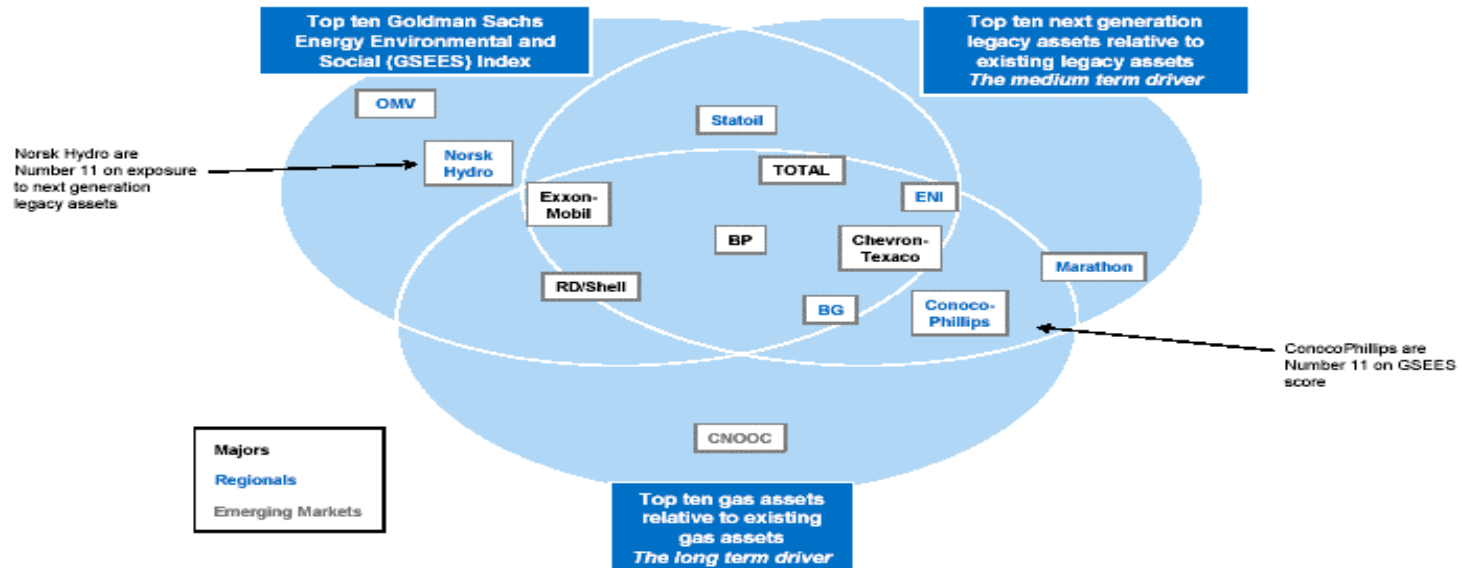 Top ten Goldman Sachs
Energy Environmental and
Social (GSEES) Index
Top ten next generation
legacy assets relative to
existing legacy assets
The medium term driver
OMV
Statoil
Norsk
Hydro
Norsk Hydro are
Number 11 on exposure
to next generation
legacy assets
TOTAL
Exxon-
Mobil
ENI
BP
Chevron-
Texaco
Marathon
RD/Shell
BG
Conoco-
Phillips
ConocoPhillips are
Number 11 on GSEES
score
CNOOC
Majors
Regionals
Emerging Markets
Top ten gas assets
relative to existing
gas assets
The long term driver